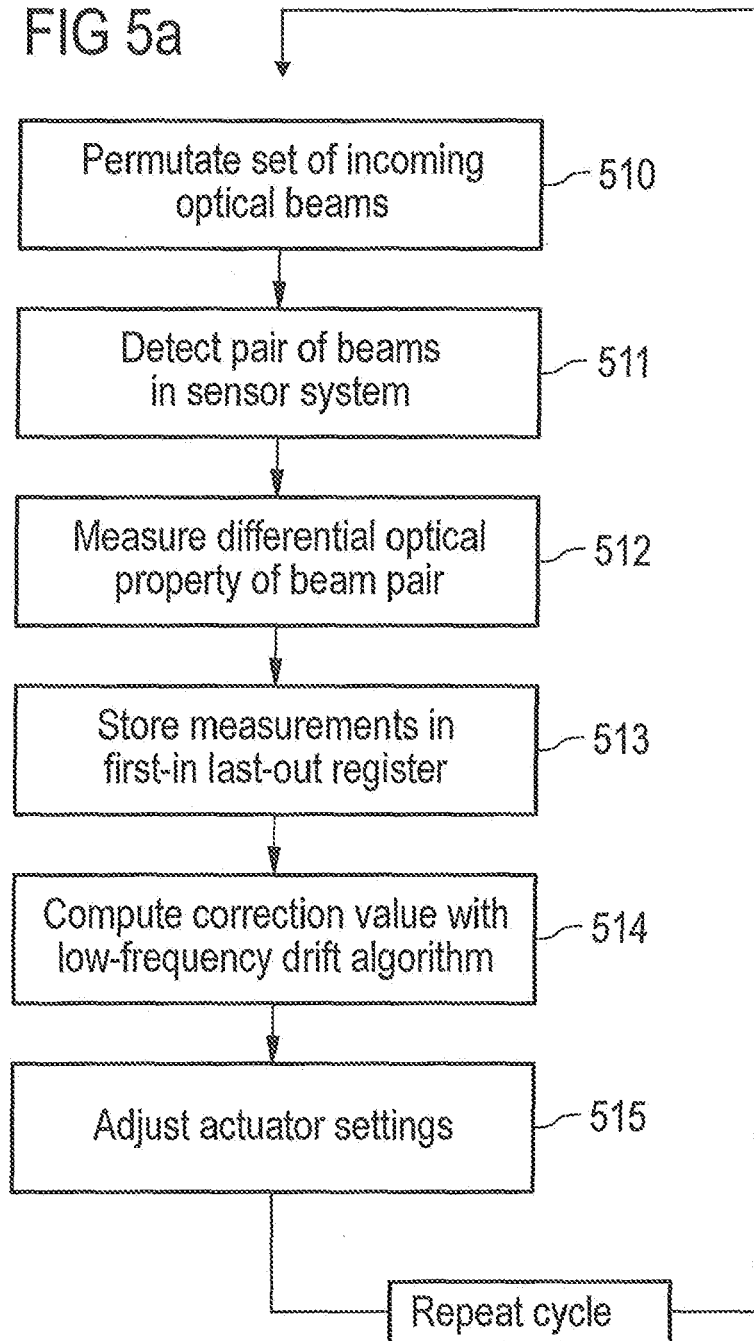 FIG 5a
Permutate set of incoming
optical beams
510
Detect pair of beams
in sensor system
511
Measure differential optical
property of beam pair
512
Store measurements in
first-in last-out register
513
Compute correction value with
low-frequency drift algorithm
514
Adjust actuator settings
515
Repeat cycle